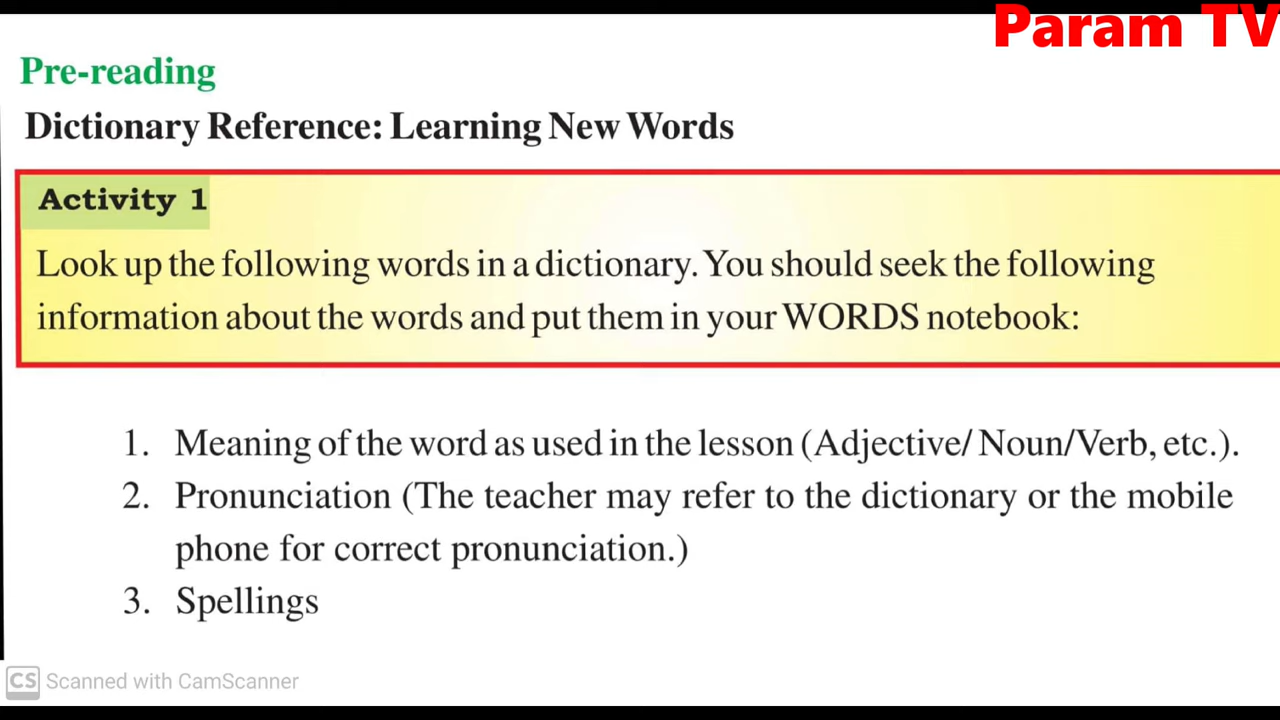 Param TV
Pre-reading
Dictionary Reference: Learning New Words
Activity 1
Look up the following words in a dictionary. You should seek the following
information about the words and put them in your WORDS notebook:
1. Meaning of the word as used in the lesson (Adjective/ Noun/Verb, etc.).
2. Pronunciation (The teacher may refer to the dictionary or the mobile
phone for correct pronunciation.)
3. Spellings
CS Scanned with CamScanner